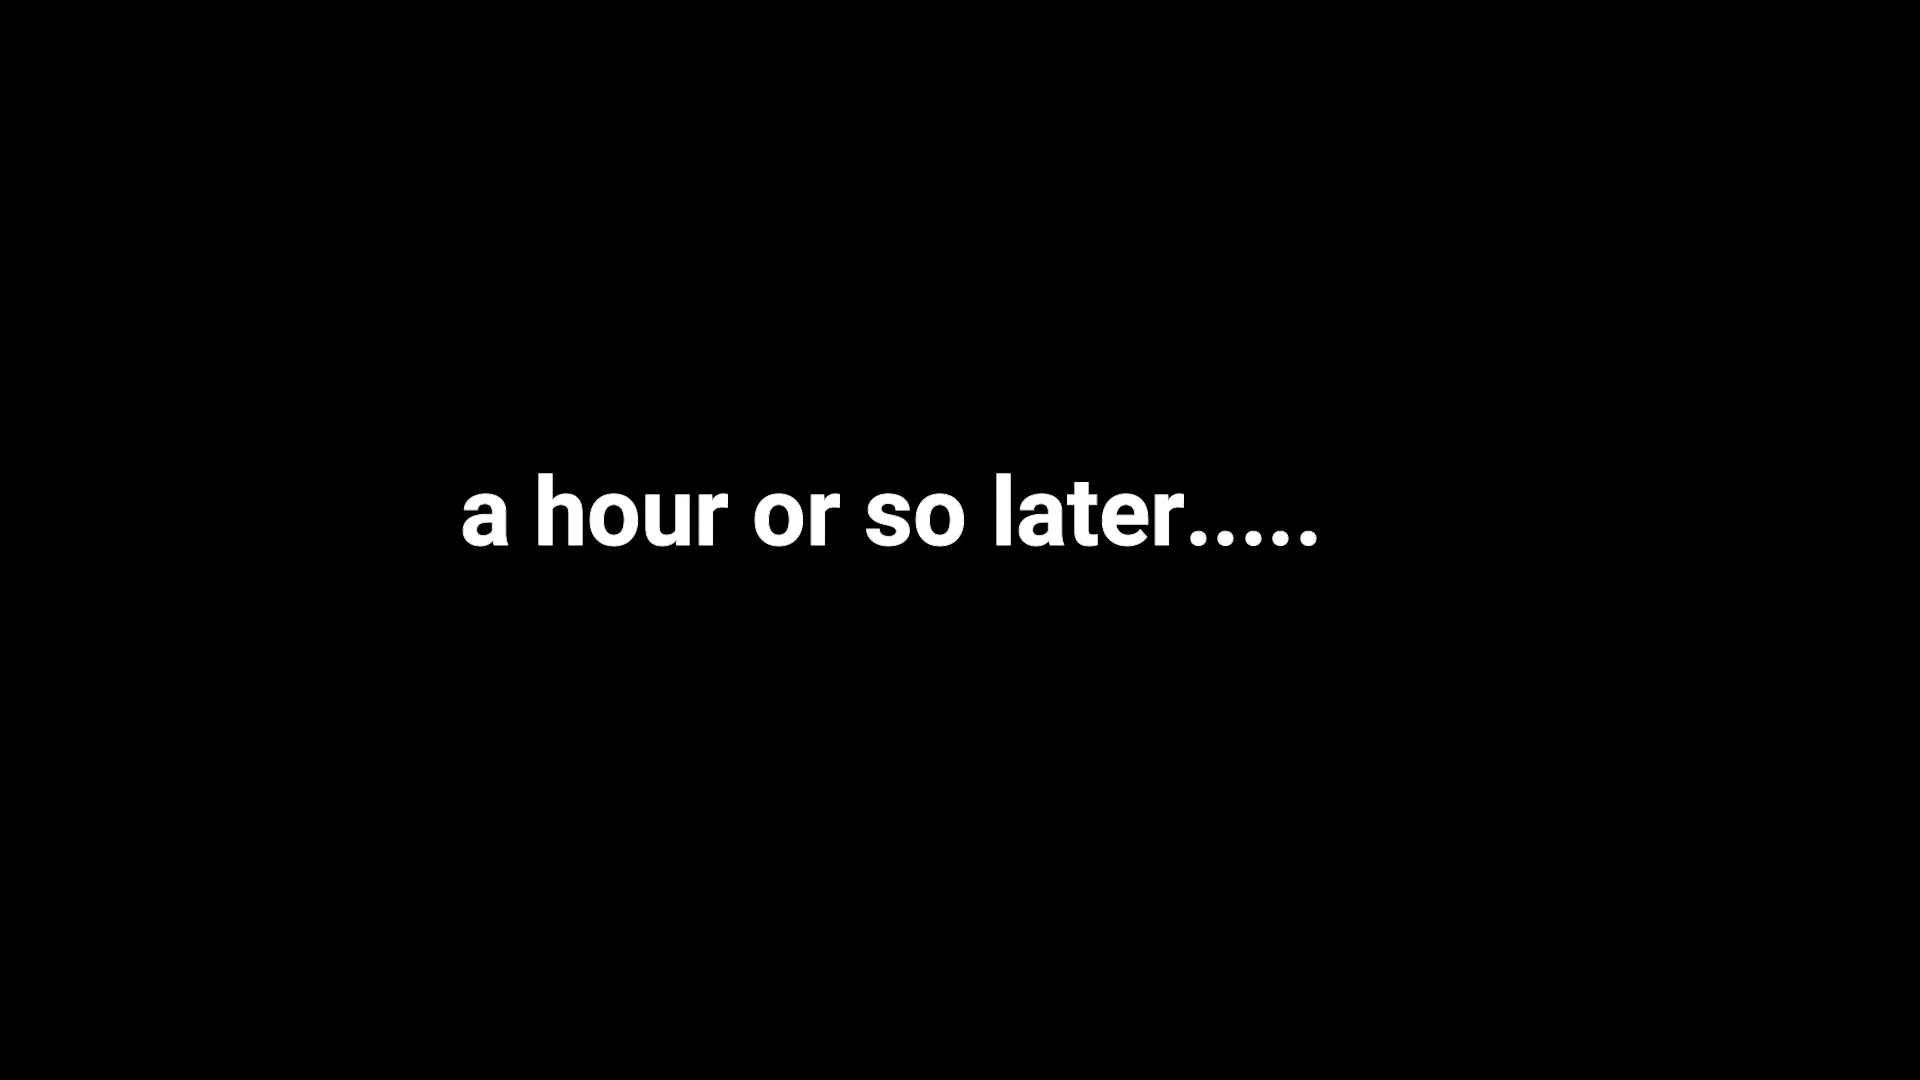 a hour or so later.....